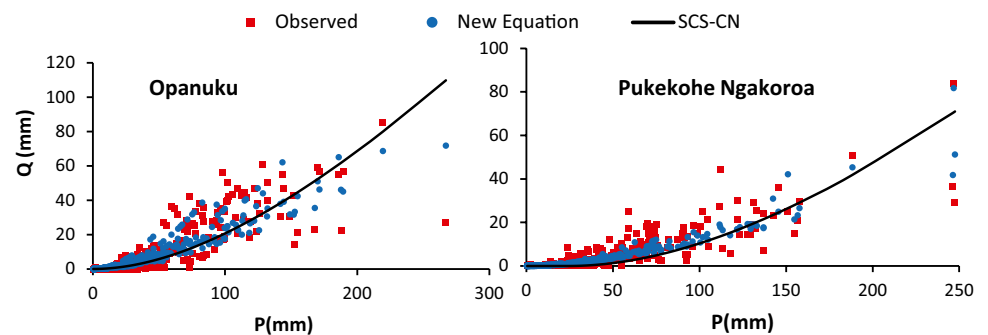 Observed New Equation SCS-CN
Opanuku
Q (mm)
120
100
80
60
40
20
0
0 100 200 300
P(mm)
Pukekohe Ngakoroa
100
80
60
40
20
0
0 50 100 150 200 250
P(mm)